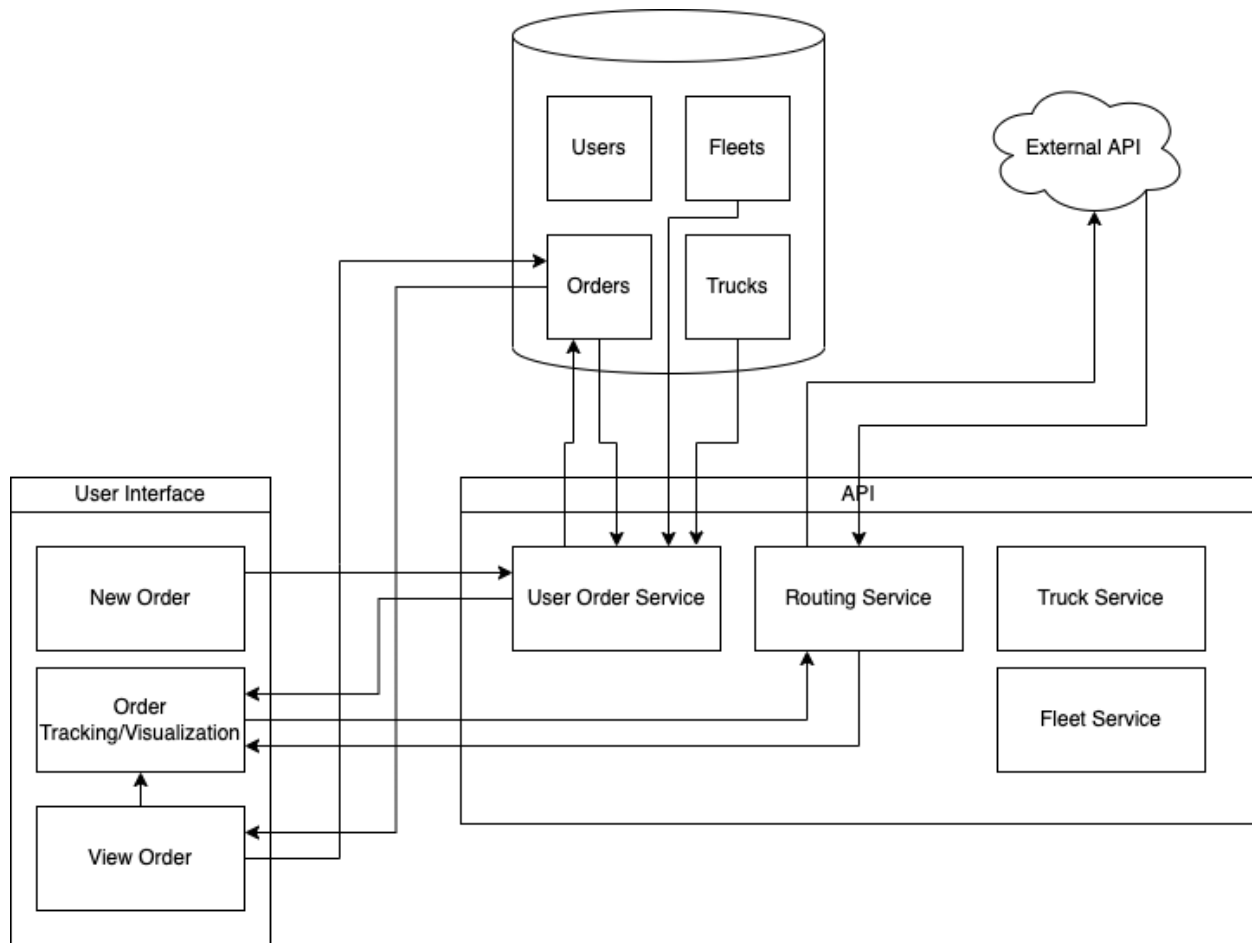 Users
Fleets
External API
Orders
Trucks
User Interface
API
New Order
User Order Service
Routing Service
Truck Service
Order
Tracking/Visualization
Fleet Service
View Order